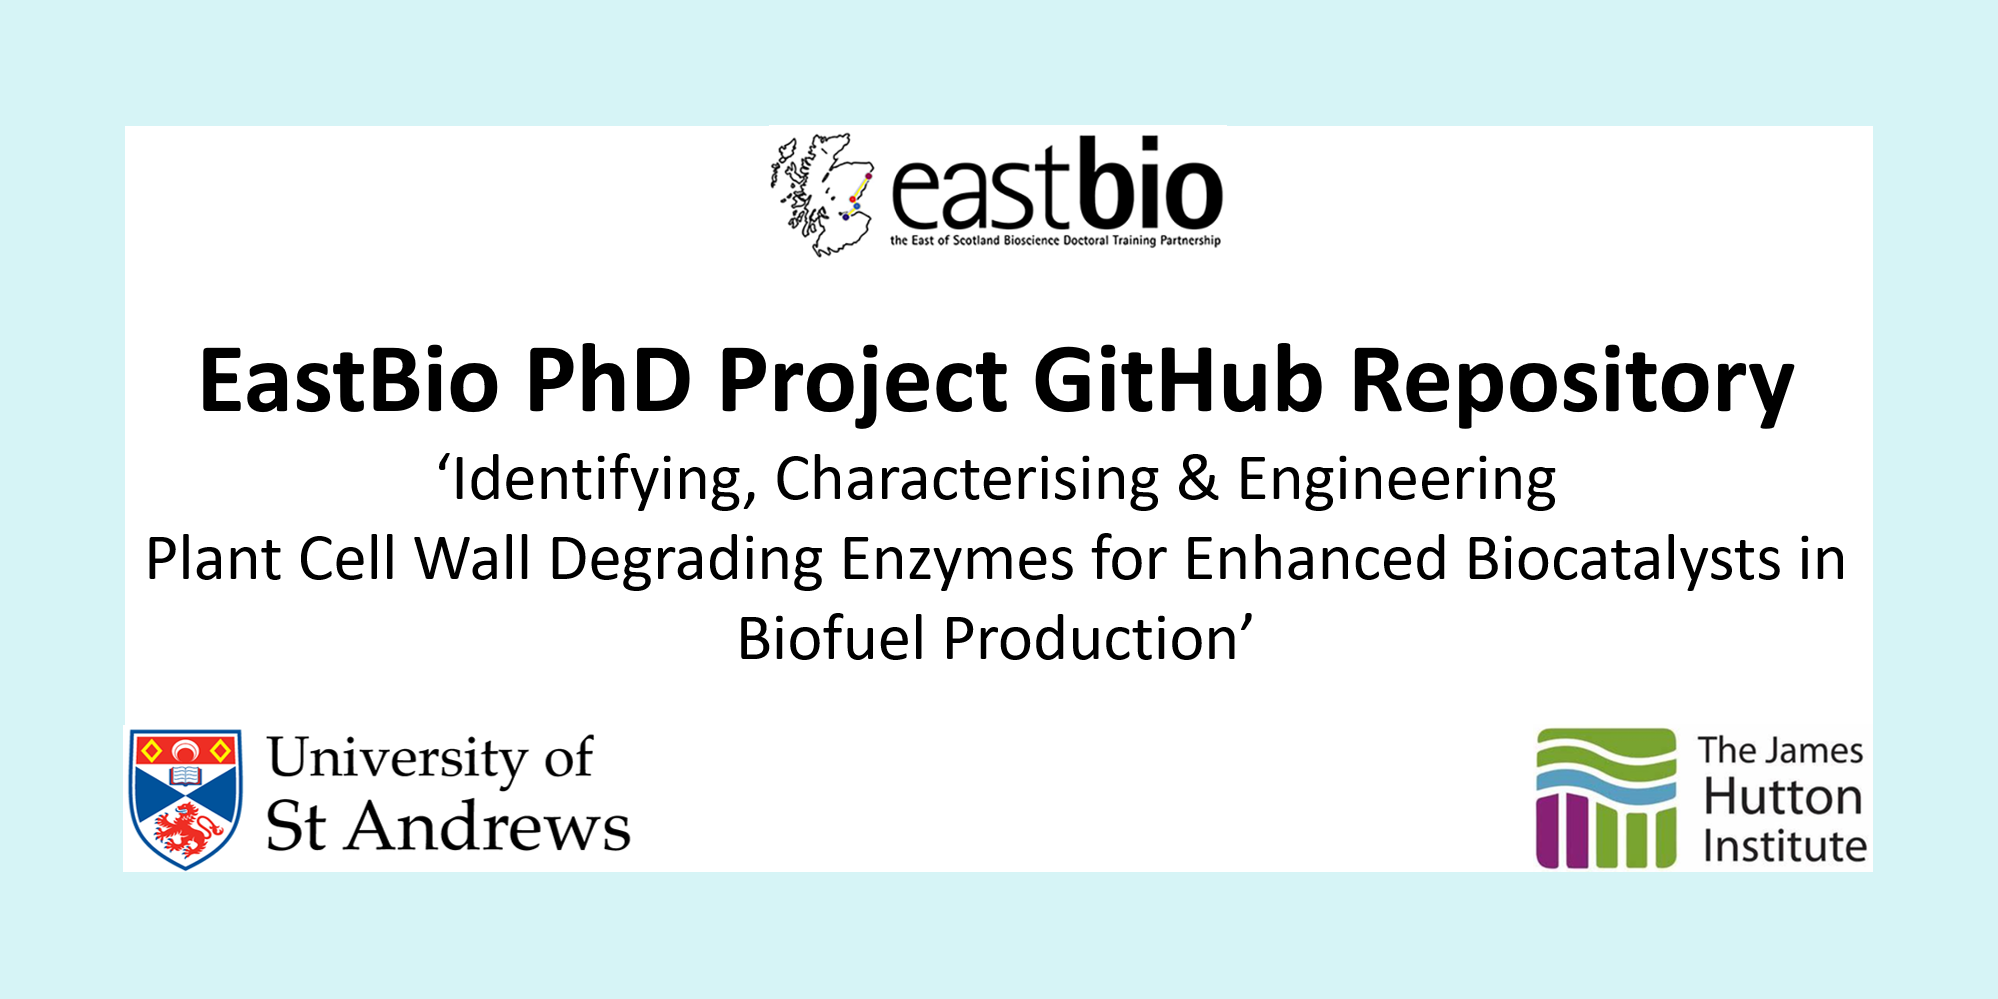 eastbio
the East of Scotland Bioscience Doctoral Training Partnership
EastBio PhD Project GitHub Repository
‘Identifying, Characterising & Engineering
Plant Cell Wall Degrading Enzymes for Enhanced Biocatalysts in
Biofuel Production’
University of
St Andrews
The James
Hutton
Institute